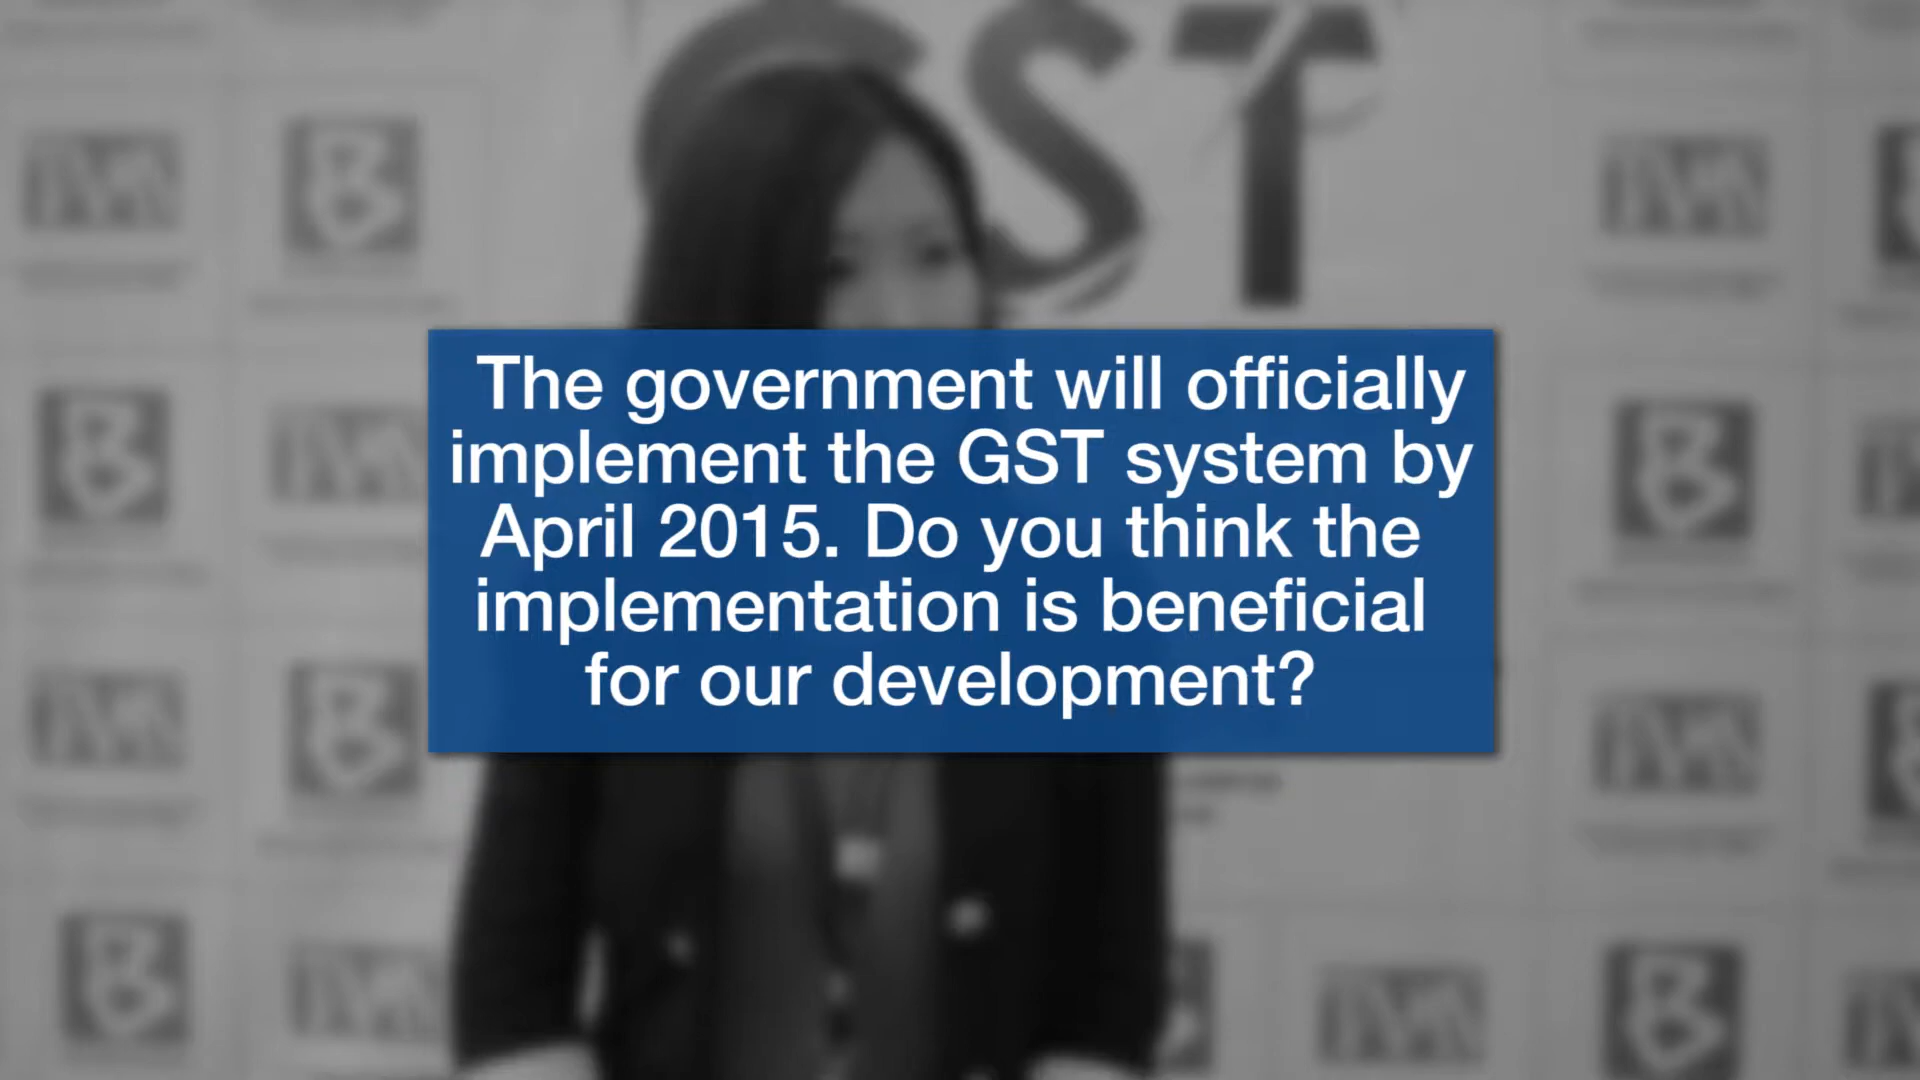 GST
The government will officially
implement the GST system by
April 2015. Do you think the
implementation is beneficial
for our development?